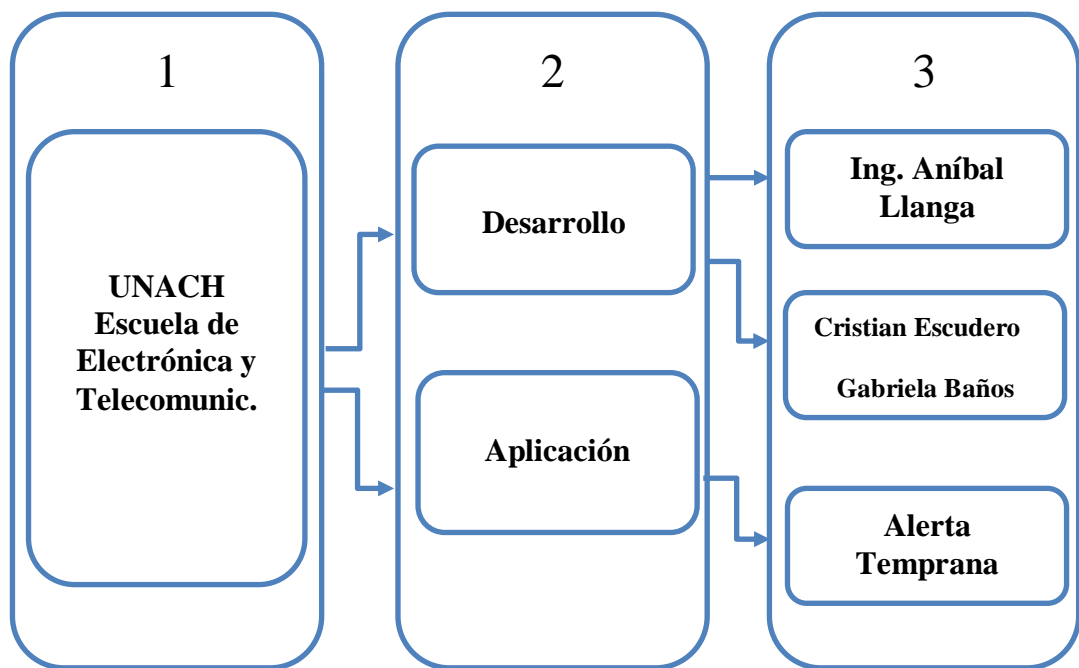 1
UNACH
Escuela de
Electrónica y
Telecomunic.
2
Desarrollo
Aplicación
3
Ing. Aníbal
Llanga
Cristian Escudero
Gabriela Baños
Alerta
Temprana